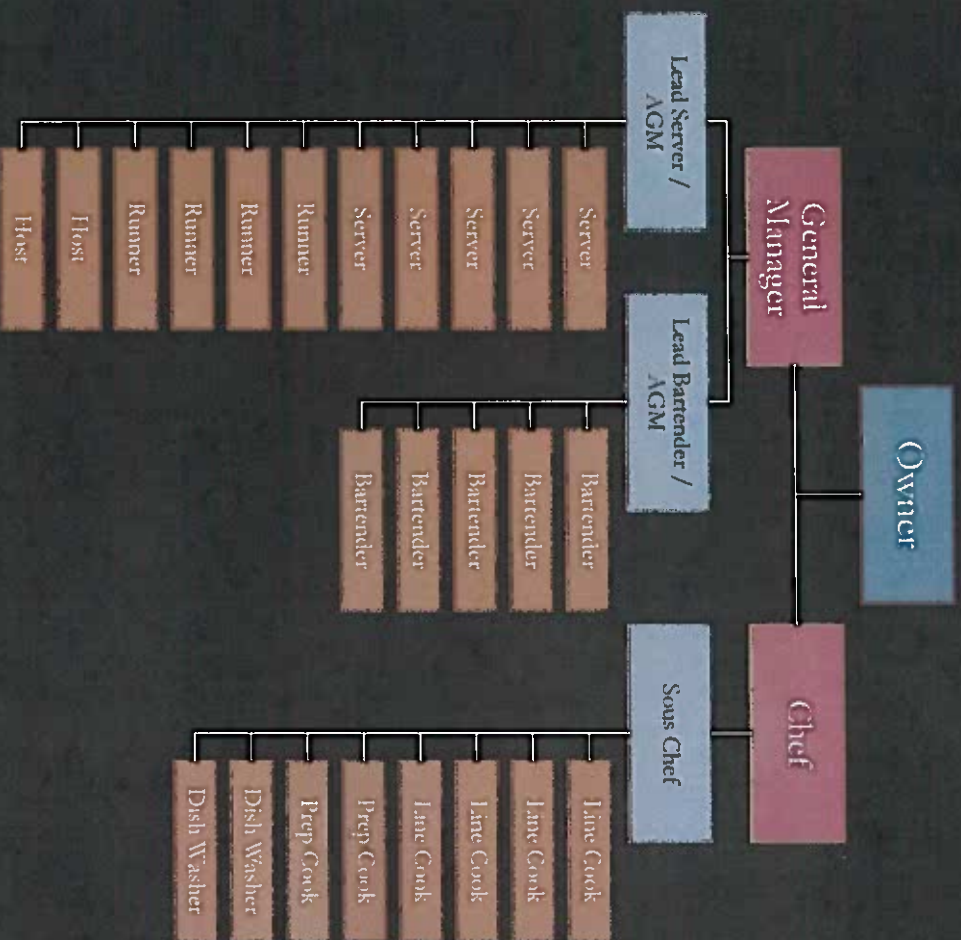 Owner
General
Manager
Chef
Lead Server /
AGM
Lead Bartender /
AGM
Sous Chef
Server
Server
Server
Server
Server
Runner
Runner
Runner
Runner
Host
Host
Bartender
Bartender
Bartender
Bartender
Bartender
Line Cook
Line Cook
Line Cook
Line Cook
Prep Cook
Prep Cook
Dish Washer
Dish Washer